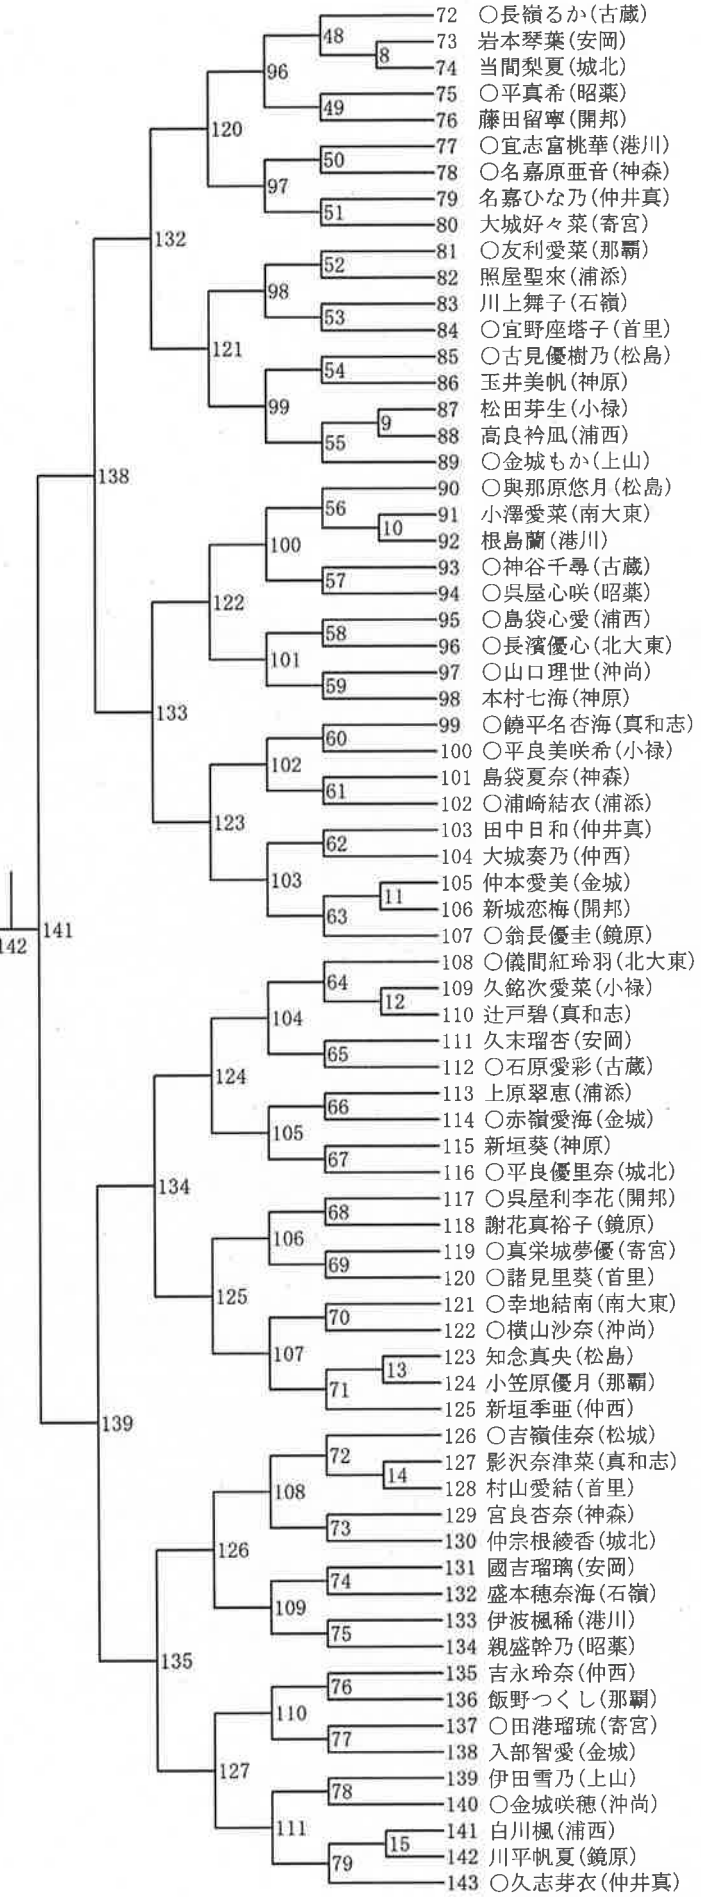 72 ○長嶺るか(古蔵)
73 岩本琴葉(安岡)
74 当間梨夏(城北)
75 ○平真希(昭薬)
76 藤田留寧(開邦)
77 ○宜志富桃華(港川)
78 ○名嘉原亜音(神森)
79 名嘉ひな乃(仲井真)
80 大城好々菜(寄宮)
81 ○友利愛菜(那覇)
82 照屋聖來(浦添)
83 川上舞子(石嶺)
84 ○宜野座塔子(首里)
85 ○古見優樹乃(松島)
86 玉井美帆(神原)
87 松田芽生(小禄)
88 高良衿凪(浦西)
89 ○金城もか(上山)
90 ○與那原悠月(松島)
91 小澤愛菜(南大東)
92 根島蘭(港川)
93 ○神谷千尋(古蔵)
94 ○呉屋心咲(昭薬)
95 ○島袋心愛(浦西)
96 ○長濱優心(北大東)
97 ○山口理世(沖尚)
98 本村七海(神原)
99 ○饒平名杏海(真和志)
100 ○平良美咲希(小禄)
101 島袋夏奈(神森)
102 ○浦崎結衣(浦添)
103 田中日和(仲井真)
104 大城奏乃(仲西)
105 仲本愛美(金城)
106 新城恋梅(開邦)
107 ○翁長優圭(鏡原)
108 ○儀間紅玲羽(北大東)
109 久銘次愛菜(小禄)
110 辻戸碧(真和志)
111 久末瑠杏(安岡)
112 ○石原愛彩(古蔵)
113 上原翠恵(浦添)
114 ○赤嶺愛海(金城)
115 新垣葵(神原)
116 ○平良優里奈(城北)
117 ○呉屋利李花(開邦)
118 謝花真裕子(鏡原)
119 ○真栄城夢優(寄宮)
120 ○諸見里葵(首里)
121 ○幸地結南(南大東)
122 ○横山沙奈(沖尚)
123 知念真央(松島)
124 小笠原優月(那覇)
125 新垣季亜(仲西)
126 ○吉嶺佳奈(松城)
127 影沢奈津菜(真和志)
128 村山愛結(首里)
129 宮良杏奈(神森)
130 仲宗根綾香(城北)
131 國吉瑠璃(安岡)
132 盛本穂奈海(石嶺)
133 伊波楓稀(港川)
134 親盛幹乃(昭薬)
135 吉永玲奈(仲西)
136 飯野つくし(那覇)
137 ○田港瑠琉(寄宮)
138 入部智愛(金城)
139 伊田雪乃(上山)
140 ○金城咲穂(沖尚)
141 白川楓(浦西)
142 川平帆夏(鏡原)
143 ○久志芽衣(仲井真)
8
9
10
11
12
13
14
15
48
49
50
51
52
53
54
55
56
57
58
59
60
61
62
63
64
65
66
67
68
69
70
71
72
73
74
75
76
77
78
79
96
97
98
99
100
101
102
103
104
105
106
107
108
109
110
111
120
121
122
123
124
125
126
127
132
133
134
135
138
139
141
142